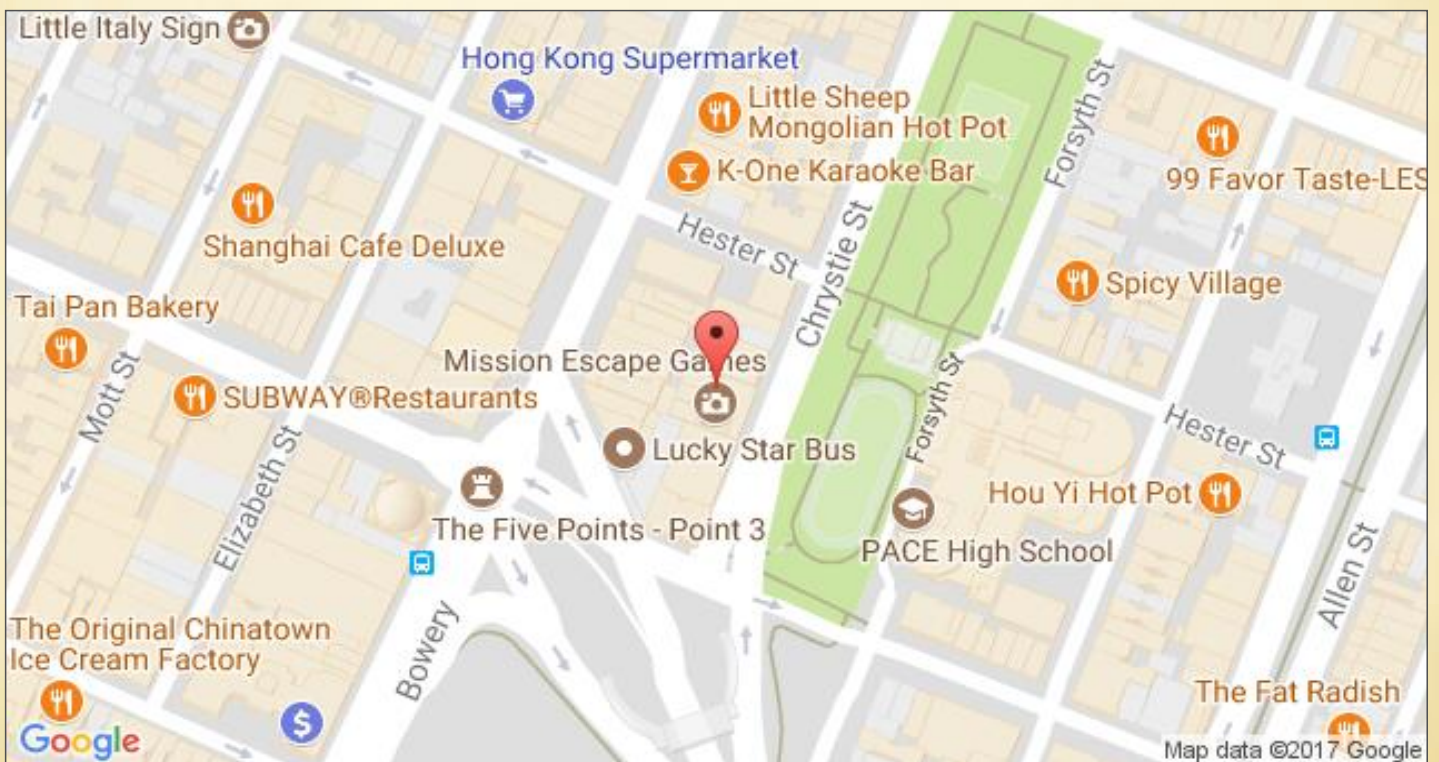 Little Italy Sign
Hong Kong Supermarket
Little Sheep
Mongolian Hot Pot
Forsyth St
K-One Karaoke Bar
99 Favor Taste-LES
Shanghai Cafe Deluxe
Hester St
Chrystie St
Spicy Village
Tai Pan Bakery
Mission Escape Games
Mott St
SUBWAY®Restaurants
Forsyth St
Hester St
Lucky Star Bus
Elizabeth St
Hou Yi Hot Pot
The Five Points - Point 3
PACE High School
Allen St
The Original Chinatown
Ice Cream Factory
Bowery
The Fat Radish
$
Google
Map data ©2017 Google